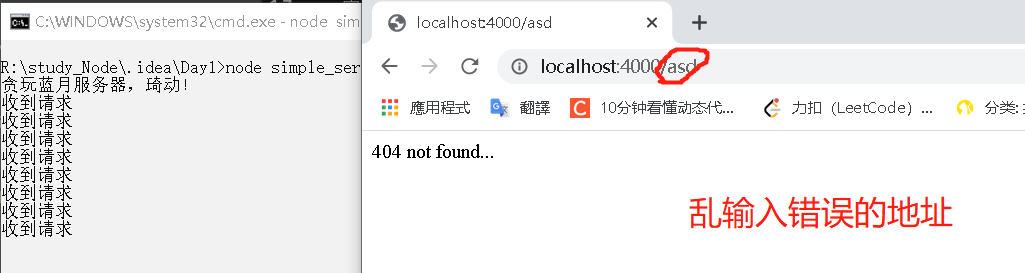 C:\WINDOWS\system32\cmd.exe - node sim
R:\study_Node\.idea\Day1>node simple_ser
贪玩蓝月服务器，琦动!
收到请求
收到请求
收到请求
收到请求
收到请求
收到请求
收到请求
收到请求
localhost:4000/asd
localhost:4000/asd
應用程式 翻譯 10分钟看懂动态代... 力扣（LeetCode）... 分类:
404 not found...
乱输入错误的地址